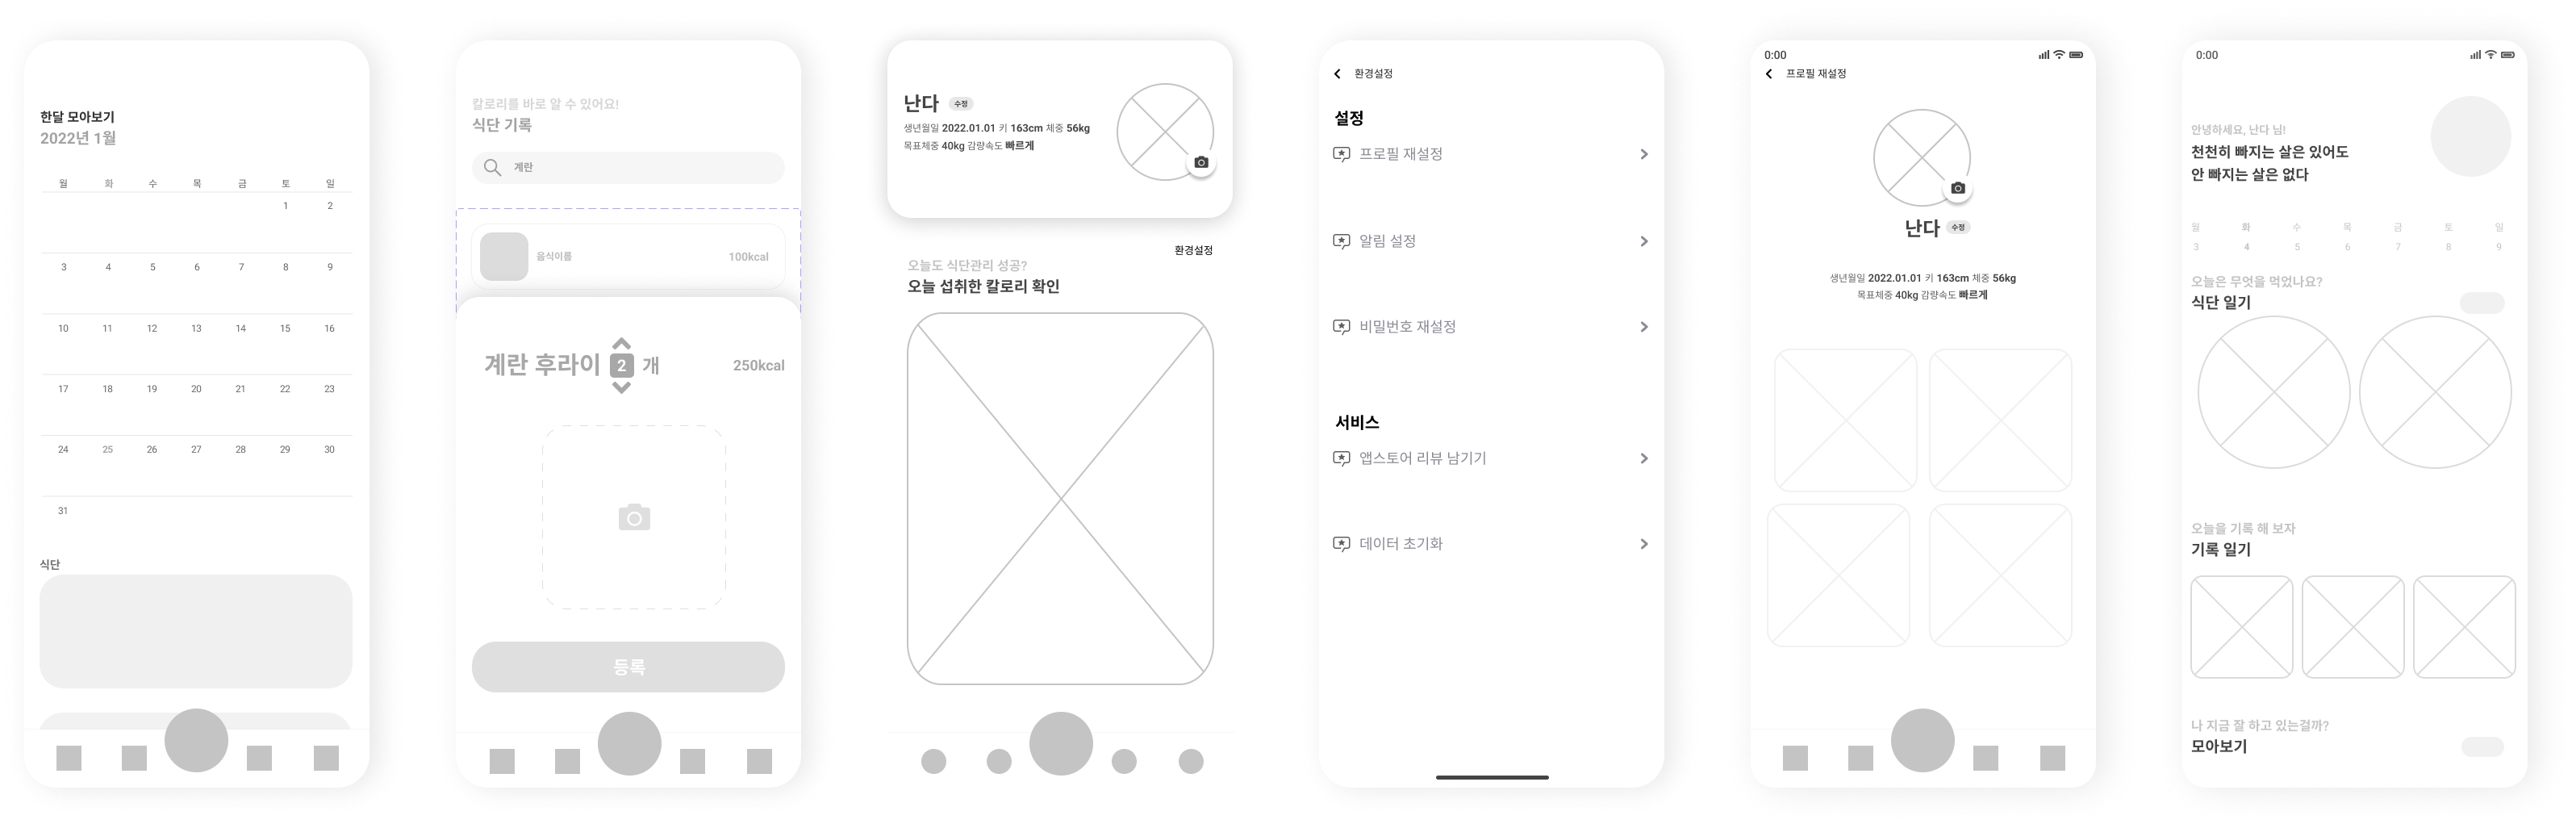 한달 모아보기
2022년 1월
월 화 수 목 금 토 일
1 2
3 4 5 6 7 8 9
10 11 12 13 14 15 16
17 18 19 20 21 22 23
24 25 26 27 28 29 30
31
식단
칼로리를 바로 알 수 있어요!
식단 기록
계란
음식이름 100kcal
계란 후라이 2 개 250kcal
등록
난다 수정
생년월일 2022.01.01 키 163cm 체중 56kg
목표체중 40kg 감량속도 빠르게
환경설정
오늘도 식단관리 성공?
오늘 섭취한 칼로리 확인
환경설정
설정
프로필 재설정
알림 설정
비밀번호 재설정
서비스
앱스토어 리뷰 남기기
데이터 초기화
0:00
프로필 재설정
난다 수정
생년월일 2022.01.01 키 163cm 체중 56kg
목표체중 40kg 감량속도 빠르게
0:00
안녕하세요, 난다 님!
천천히 빠지는 살은 있어도
안 빠지는 살은 없다
월 화 수 목 금 토 일
3 4 5 6 7 8 9
오늘은 무엇을 먹었나요?
식단 일기
오늘을 기록 해 보자
기록 일기
나 지금 잘 하고 있는걸까?
모아보기